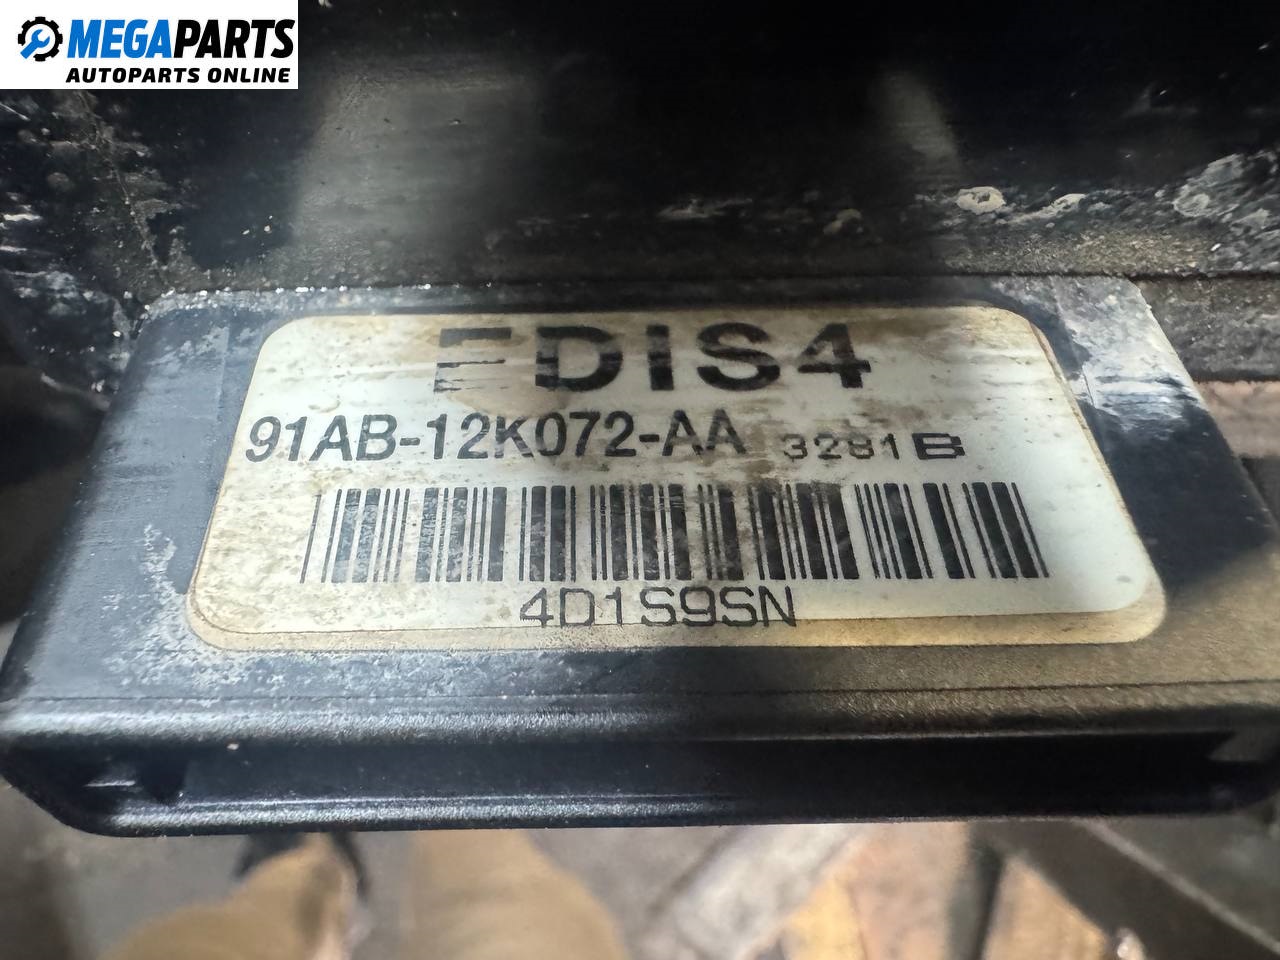 MEGAPARTS
AUTOPARTS ONLINE
EDIS4
91AB-12K072-AA 3281B
4D1S9SN